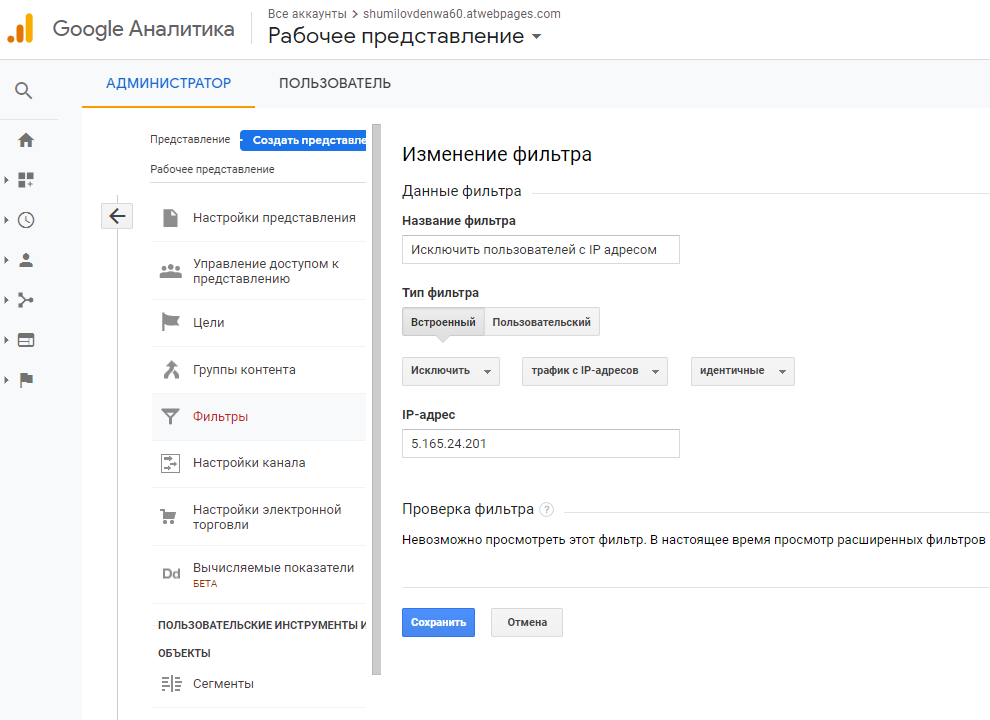 Google Аналитика
Все аккаунты > shumilovdenwa60.atwebpages.com
Рабочее представление
АДМИНИСТРАТОР ПОЛЬЗОВАТЕЛЬ
Представление Создать представле
Рабочее представление
Настройки представления
Управление доступом к
представлению
Цели
Группы контента
Фильтры
Настройки канала
Настройки электронной
торговли
Dd Вычисляемые показатели
БЕТА
ПОЛЬЗОВАТЕЛЬСКИЕ ИНСТРУМЕНТЫ И
ОБЪЕКТЫ
Сегменты
Изменение фильтра
Данные фильтра
Название фильтра
Исключить пользователей с IP адресом
Тип фильтра
Встроенный Пользовательский
Исключить трафик с IP-адресов идентичные
IP-адрес
5.165.24.201
Проверка фильтра ?
Невозможно просмотреть этот фильтр. В настоящее время просмотр расширенных фильтров
Сохранить Отмена